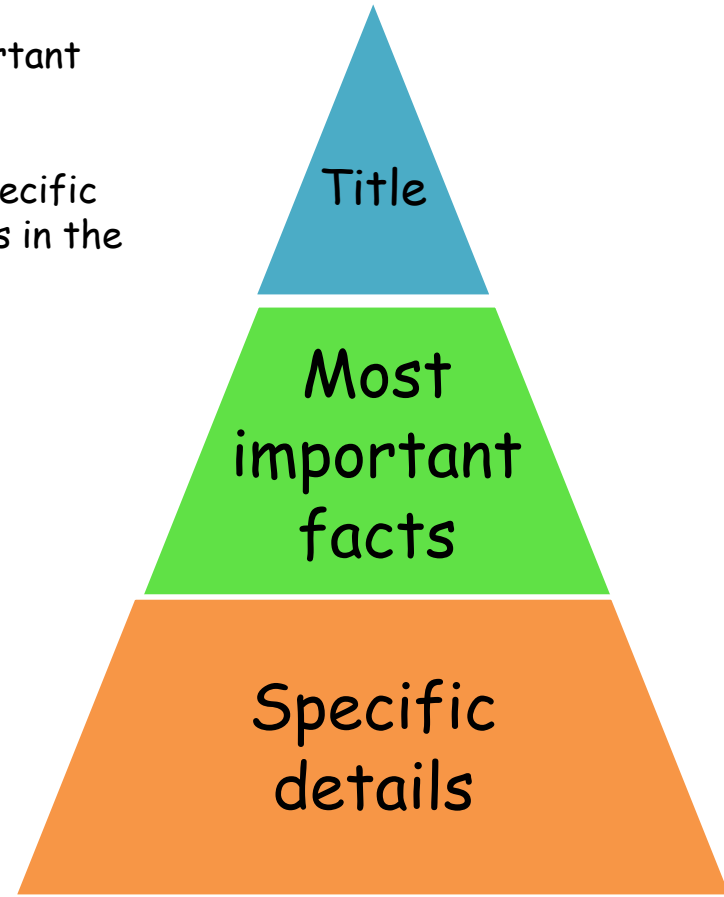 rtant
ecific
s in the
Title
Most
important
facts
Specific
details